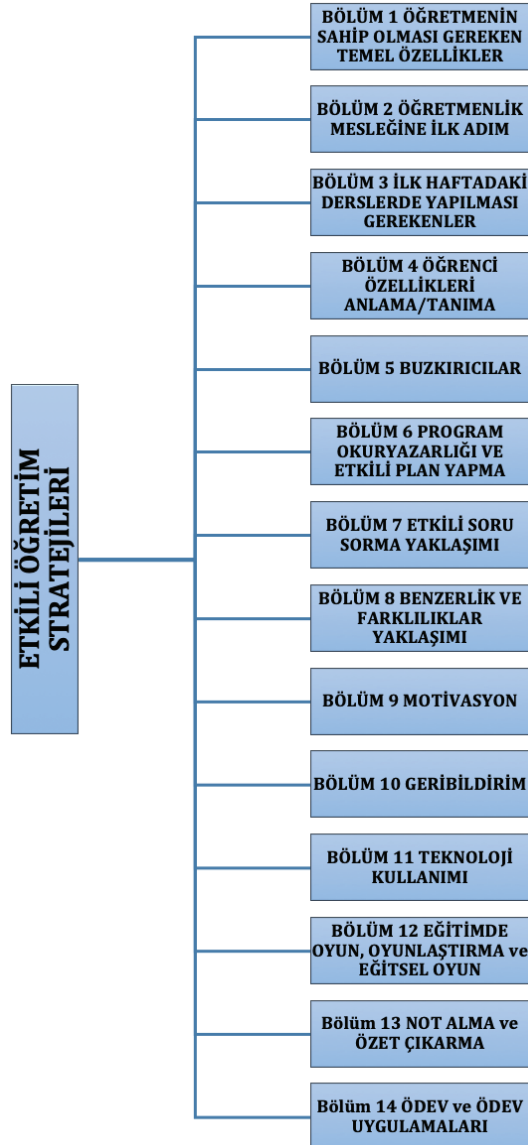 BÖLÜM 1 ÖĞRETMENİN
SAHİP OLMASI GEREKEN
TEMEL ÖZELLİKLER
BÖLÜM 2 ÖĞRETMENLİK
MESLEĞİNE İLK ADIM
BÖLÜM 3 İLK HAFTADAKİ
DERSLERDE YAPILMASI
GEREKENLER
BÖLÜM 4 ÖĞRENCİ
ÖZELLİKLERİ
ANLAMA/TANIMA
BÖLÜM 5 BUZKIRICILAR
BÖLÜM 6 PROGRAM
OKURYAZARLIĞI VE
ETKİLİ PLAN YAPMA
ETKİLİ ÖĞRETİM
STRATEJİLERİ
BÖLÜM 7 ETKİLİ SORU
SORMA YAKLAŞIMI
BÖLÜM 8 BENZERLİK VE
FARKLILIKLAR
YAKLAŞIMI
BÖLÜM 9 MOTİVASYON
BÖLÜM 10 GERİBİLDİRİM
BÖLÜM 11 TEKNOLOJİ
KULLANIMI
BÖLÜM 12 EĞİTİMDE
OYUN, OYUNLAŞTIRMA ve
EĞİTSEL OYUN
Bölüm 13 NOT ALMA ve
ÖZET ÇIKARMA
Bölüm 14 ÖDEV ve ÖDEV
UYGULAMALARI